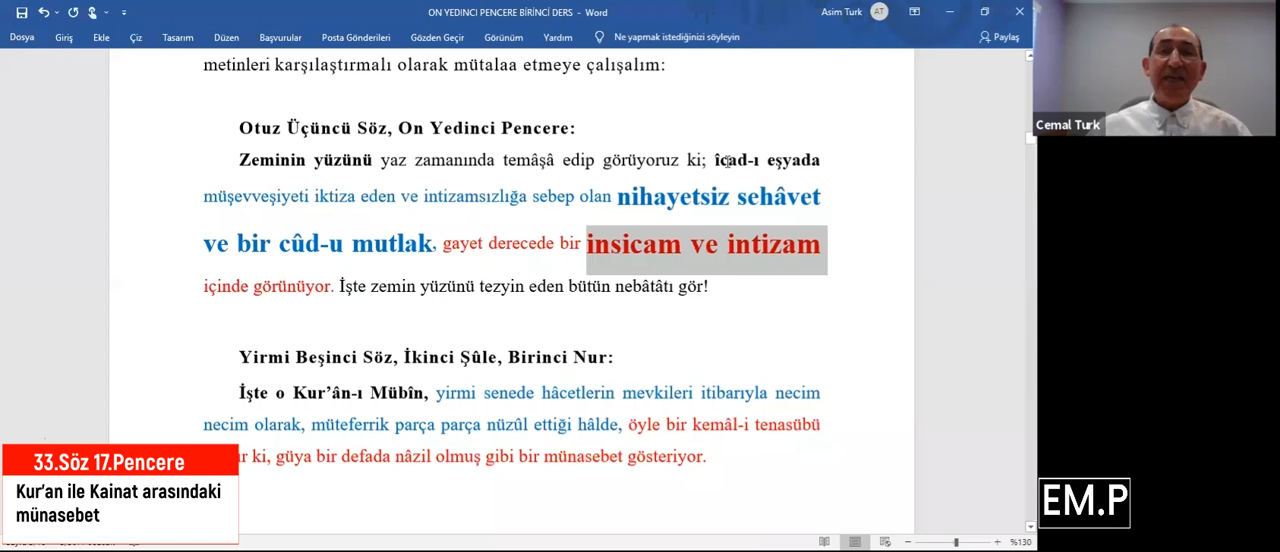 ON YEDINCI PENCERE BİRİNCİ DERS - Word
Asim Turk
AT
Dosya Giriş Ekle Çiz Tasarım Düzen Başvurular Posta Gönderileri Gözden Geçir Görünüm Yardım Ne yapmak istediğinizi söyleyin Paylaş
metinleri karşılaştırmalı olarak mütalaa etmeye çalışalım:
Otuz Üçüncü Söz, On Yedinci Pencere:
Zeminin yüzünü yaz zamanında temâşâ edip görüyoruz ki; îcad-ı eşyada
müşevveşiyeti iktiza eden ve intizamsızlığa sebep olan nihayetsiz sehâvet
ve bir cûd-u mutlak, gayet derecede bir insicam ve intizam
içinde görünüyor. İşte zemin yüzünü tezyin eden bütün nebâtâtı gör!
Yirmi Beşinci Söz, İkinci Şûle, Birinci Nur:
İşte o Kur’ân-ı Mübîn, yirmi senede hâcetlerin mevkileri itibarıyla necim
necim olarak, müteferrik parça parça nüzûl ettiği hâlde, öyle bir kemâl-i tenasübü
ki, güya bir defada nâzil olmuş gibi bir münasebet gösteriyor.
33.Söz 17.Pencere
Kur'an ile Kainat arasındaki
münasebet
Cemal Turk
EM.P
%130